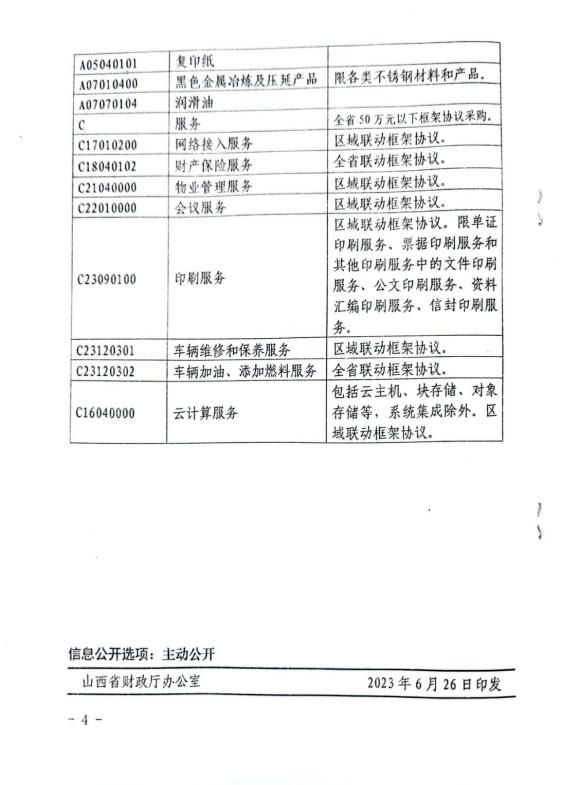 A05040101 复印纸
A07010400 黑色金属冶炼及压延产品 限各类不锈钢材料和产品。
A07070104 润滑油
C 服务 全省50万元以下框架协议采购。
C17010200 网络接入服务 区域联动框架协议。
C18040102 财产保险服务 全省联动框架协议。
C21040000 物业管理服务 区域联动框架协议。
C22010000 会议服务 区域联动框架协议。
C23090100 印刷服务 区域联动框架协议。限单证
印刷服务、票据印刷服务和
其他印刷服务中的文件印刷
服务、公文印刷服务、资料
汇编印刷服务、信封印刷服
务。
C23120301 车辆维修和保养服务 区域联动框架协议。
C23120302 车辆加油、添加燃料服务 全省联动框架协议。
C16040000 云计算服务 包括云主机、块存储、对象
存储等，系统集成除外。区
域联动框架协议。
信息公开选项：主动公开
山西省财政厅办公室 2023年6月26日印发
- 4 -